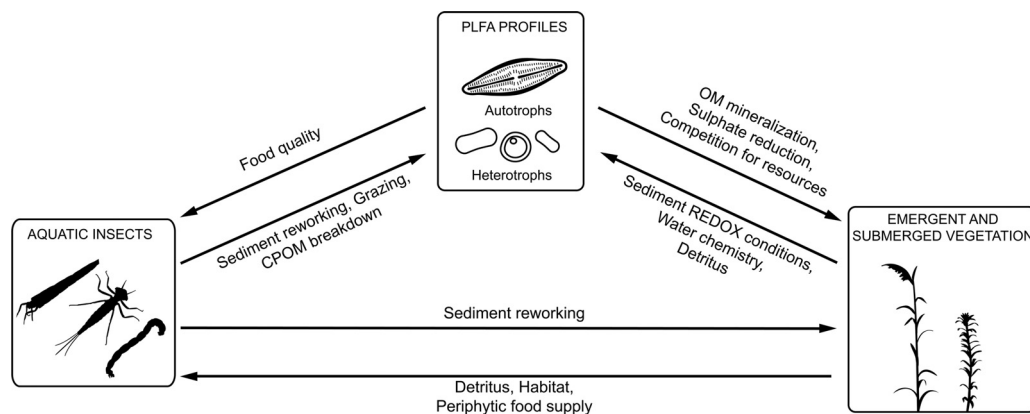 PLFA PROFILES
Autotrophs
Heterotrophs
Food quality
Sediment reworking, Grazing,
CPOM breakdown
OM mineralization,
Sulphate reduction,
Competition for resources
Sediment REDOX conditions,
Water chemistry,
Detritus
AQUATIC INSECTS
EMERGENT AND
SUBMERGED VEGETATION
Sediment reworking
Detritus, Habitat,
Periphytic food supply